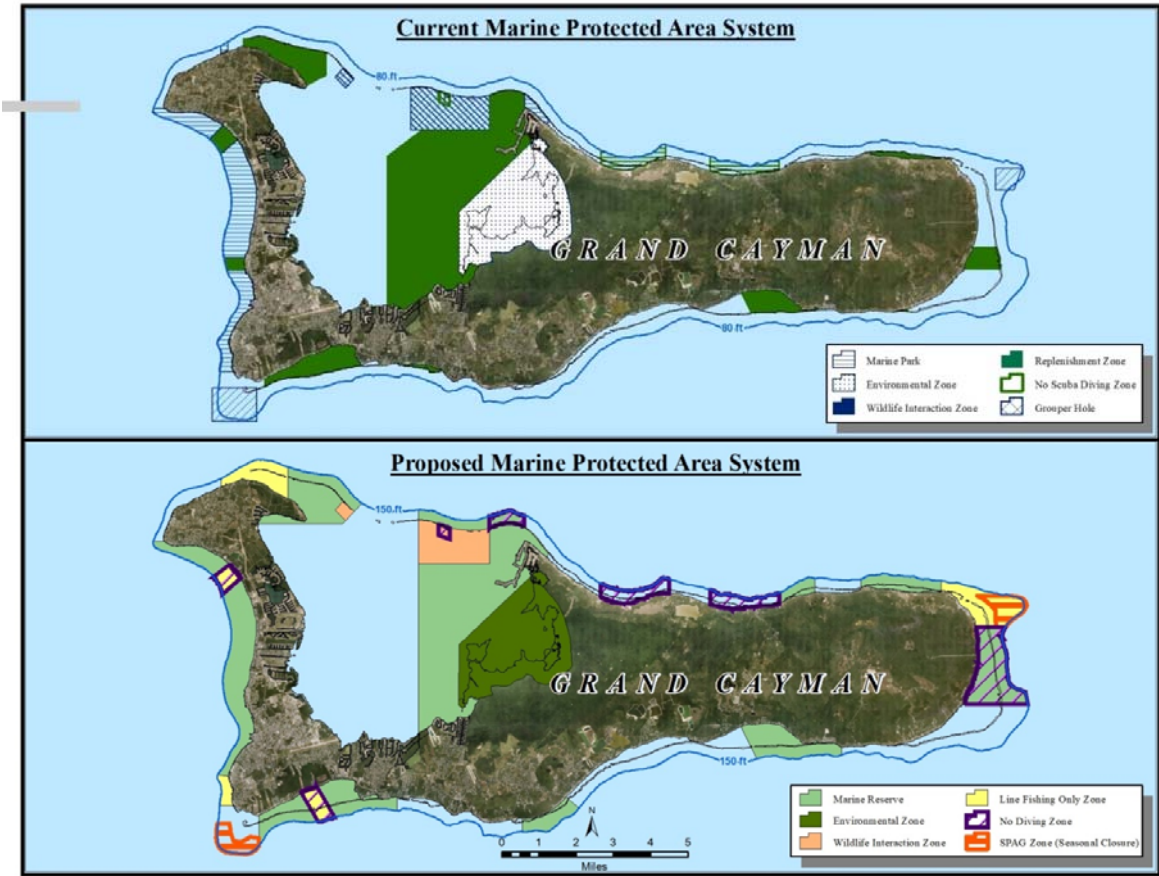 Current Marine Protected Area System
80 ft
GRAND CAYMAN
80 ft
Marine Park
Replenishment Zone
Environmental Zone
No Scuba Diving Zone
Wildlife Interaction Zone
Grouper Hole
Proposed Marine Protected Area System
150 ft
GRAND CAYMAN
150 ft
N
0 1 2 3 4 5
Miles
Marine Reserve
Line Fishing Only Zone
Environmental Zone
No Diving Zone
Wildlife Interaction Zone
SPAG Zone (Seasonal Closure)